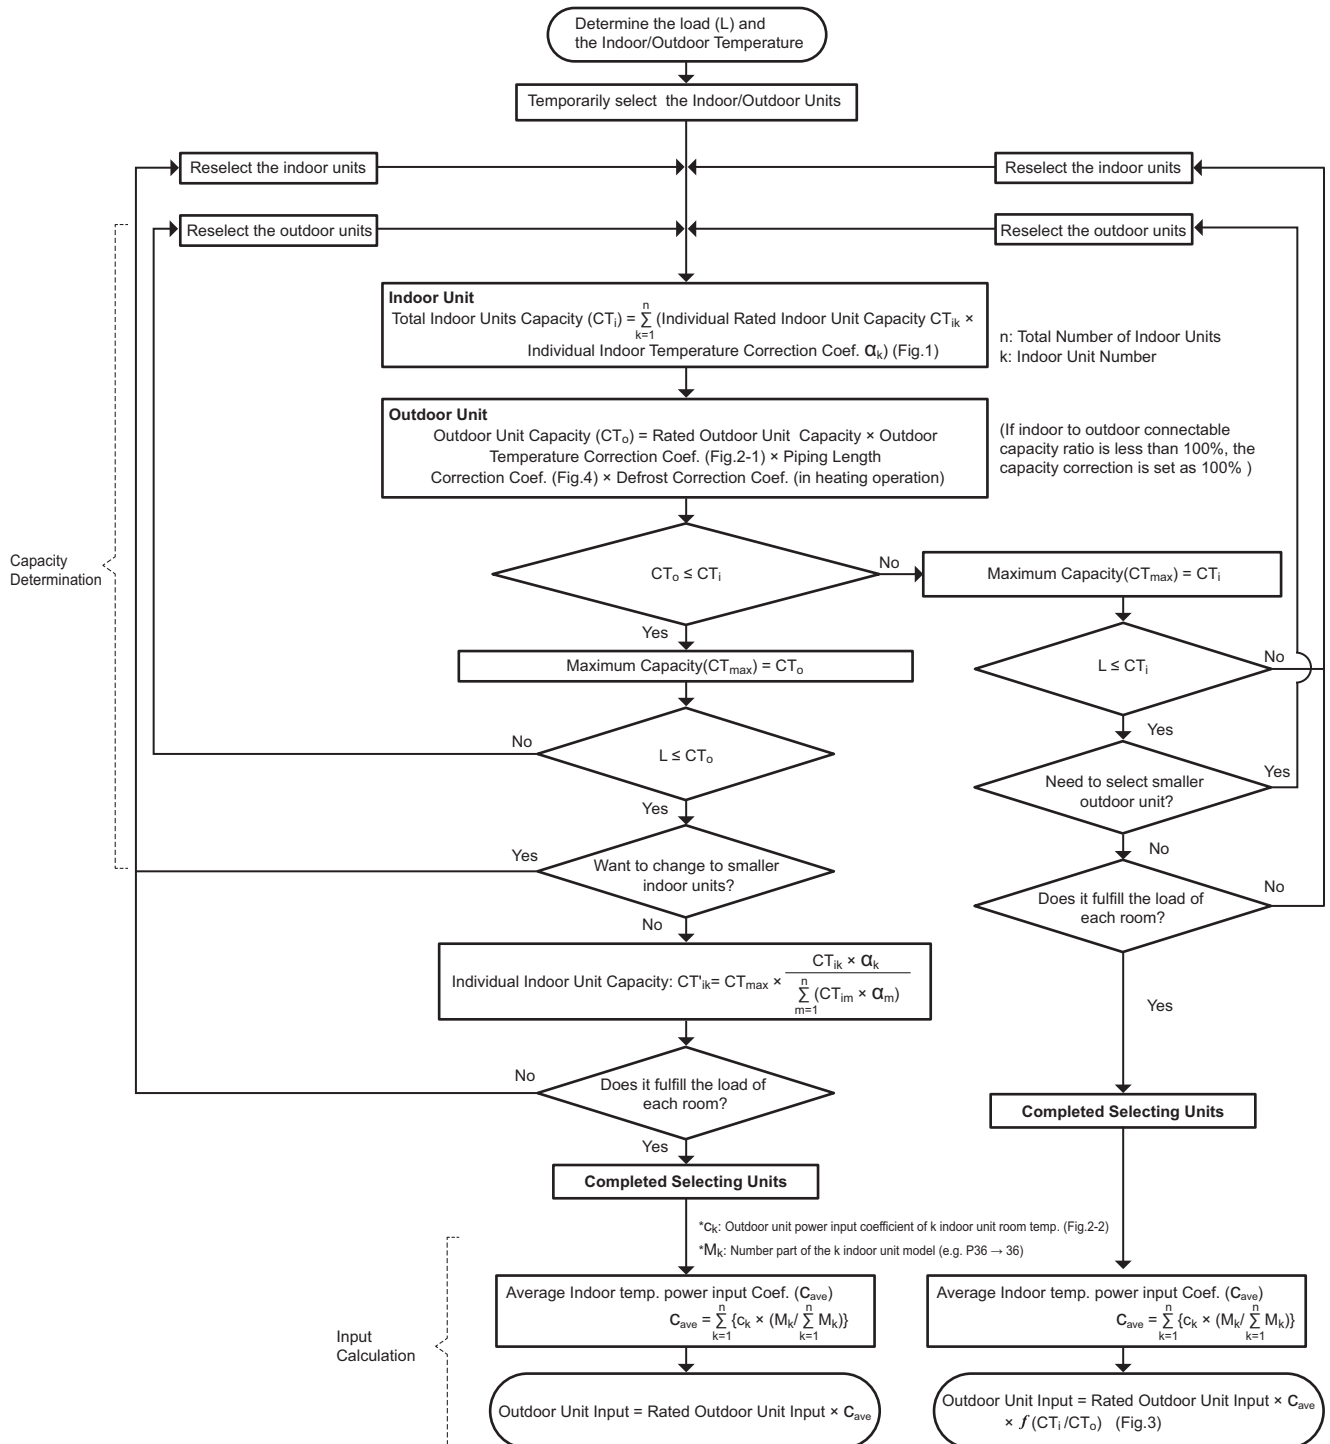 Determine the load (L) and
the Indoor/Outdoor Temperature
Temporarily select the Indoor/Outdoor Units
Reselect the indoor units
Reselect the indoor units
Reselect the outdoor units
Reselect the outdoor units
Indoor Unit
Total Indoor Units Capacity (CTi) = n Σ k=1 (Individual Rated Indoor Unit Capacity CTik ×
Individual Indoor Temperature Correction Coef. αk) (Fig.1)
n: Total Number of Indoor Units
k: Indoor Unit Number
Outdoor Unit
Outdoor Unit Capacity (CTo) = Rated Outdoor Unit Capacity × Outdoor
Temperature Correction Coef. (Fig.2-1) × Piping Length
Correction Coef. (Fig.4) × Defrost Correction Coef. (in heating operation)
(If indoor to outdoor connectable
capacity ratio is less than 100%, the
capacity correction is set as 100% )
Capacity
Determination
CTo ≤ CTi
No
Maximum Capacity(CTmax) = CTi
Yes
Maximum Capacity(CTmax) = CTo
L ≤ CTi
No
Yes
L ≤ CTo
No
Yes
Need to select smaller
outdoor unit?
Yes
No
Want to change to smaller
indoor units?
Yes
No
Does it fulfill the load of
each room?
No
Yes
Individual Indoor Unit Capacity: CT'ik= CTmax × CTik × αk / n Σ m=1 (CTim × αm)
Does it fulfill the load of
each room?
No
Yes
Completed Selecting Units
Completed Selecting Units
*ck: Outdoor unit power input coefficient of k indoor unit room temp. (Fig.2-2)
*Mk: Number part of the k indoor unit model (e.g. P36 → 36)
Input
Calculation
Average Indoor temp. power input Coef. (Cave)
Cave = n Σ k=1 {ck × (Mk/ n Σ k=1 Mk)}
Average Indoor temp. power input Coef. (Cave)
Cave = n Σ k=1 {ck × (Mk/ n Σ k=1 Mk)}
Outdoor Unit Input = Rated Outdoor Unit Input × Cave
Outdoor Unit Input = Rated Outdoor Unit Input × Cave
× f (CTi /CTo) (Fig.3)